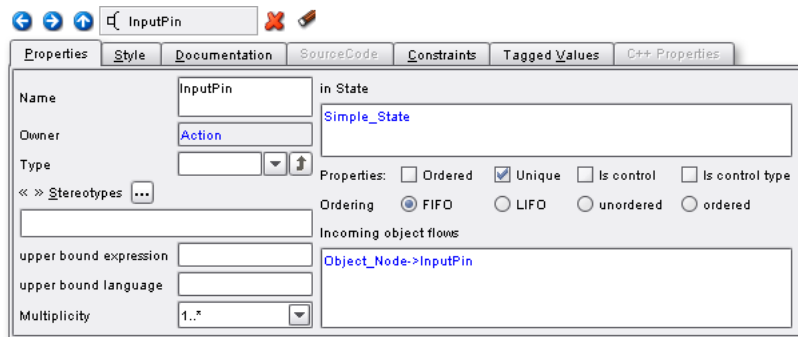 InputPin
Properties
Style
Documentation
SourceCode
Constraints
Tagged Values
C++ Properties
Name
InputPin
Owner
Action
Type
« » Stereotypes ...
upper bound expression
upper bound language
Multiplicity
1..*
in State
Simple_State
Properties: Ordered Unique Is control Is control type
Ordering FIFO LIFO unordered ordered
Incoming object flows
Object_Node->InputPin